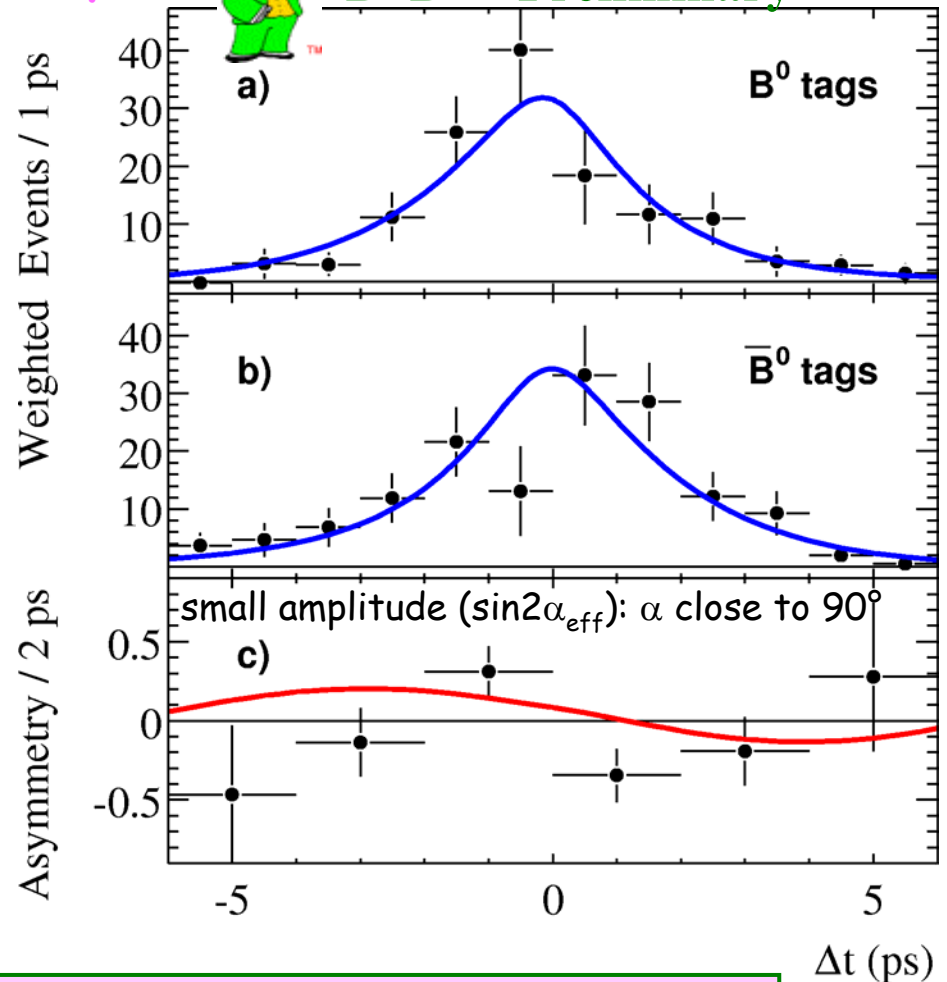 TM
Weighted Events / 1 ps
40
30
20
10
a)
B⁰ tags
40
30
20
10
b)
B̅⁰ tags
Asymmetry / 2 ps
small amplitude (sin2α_eff): α close to 90°
0.5
0
-0.5
c)
-5 0 5
Δt (ps)